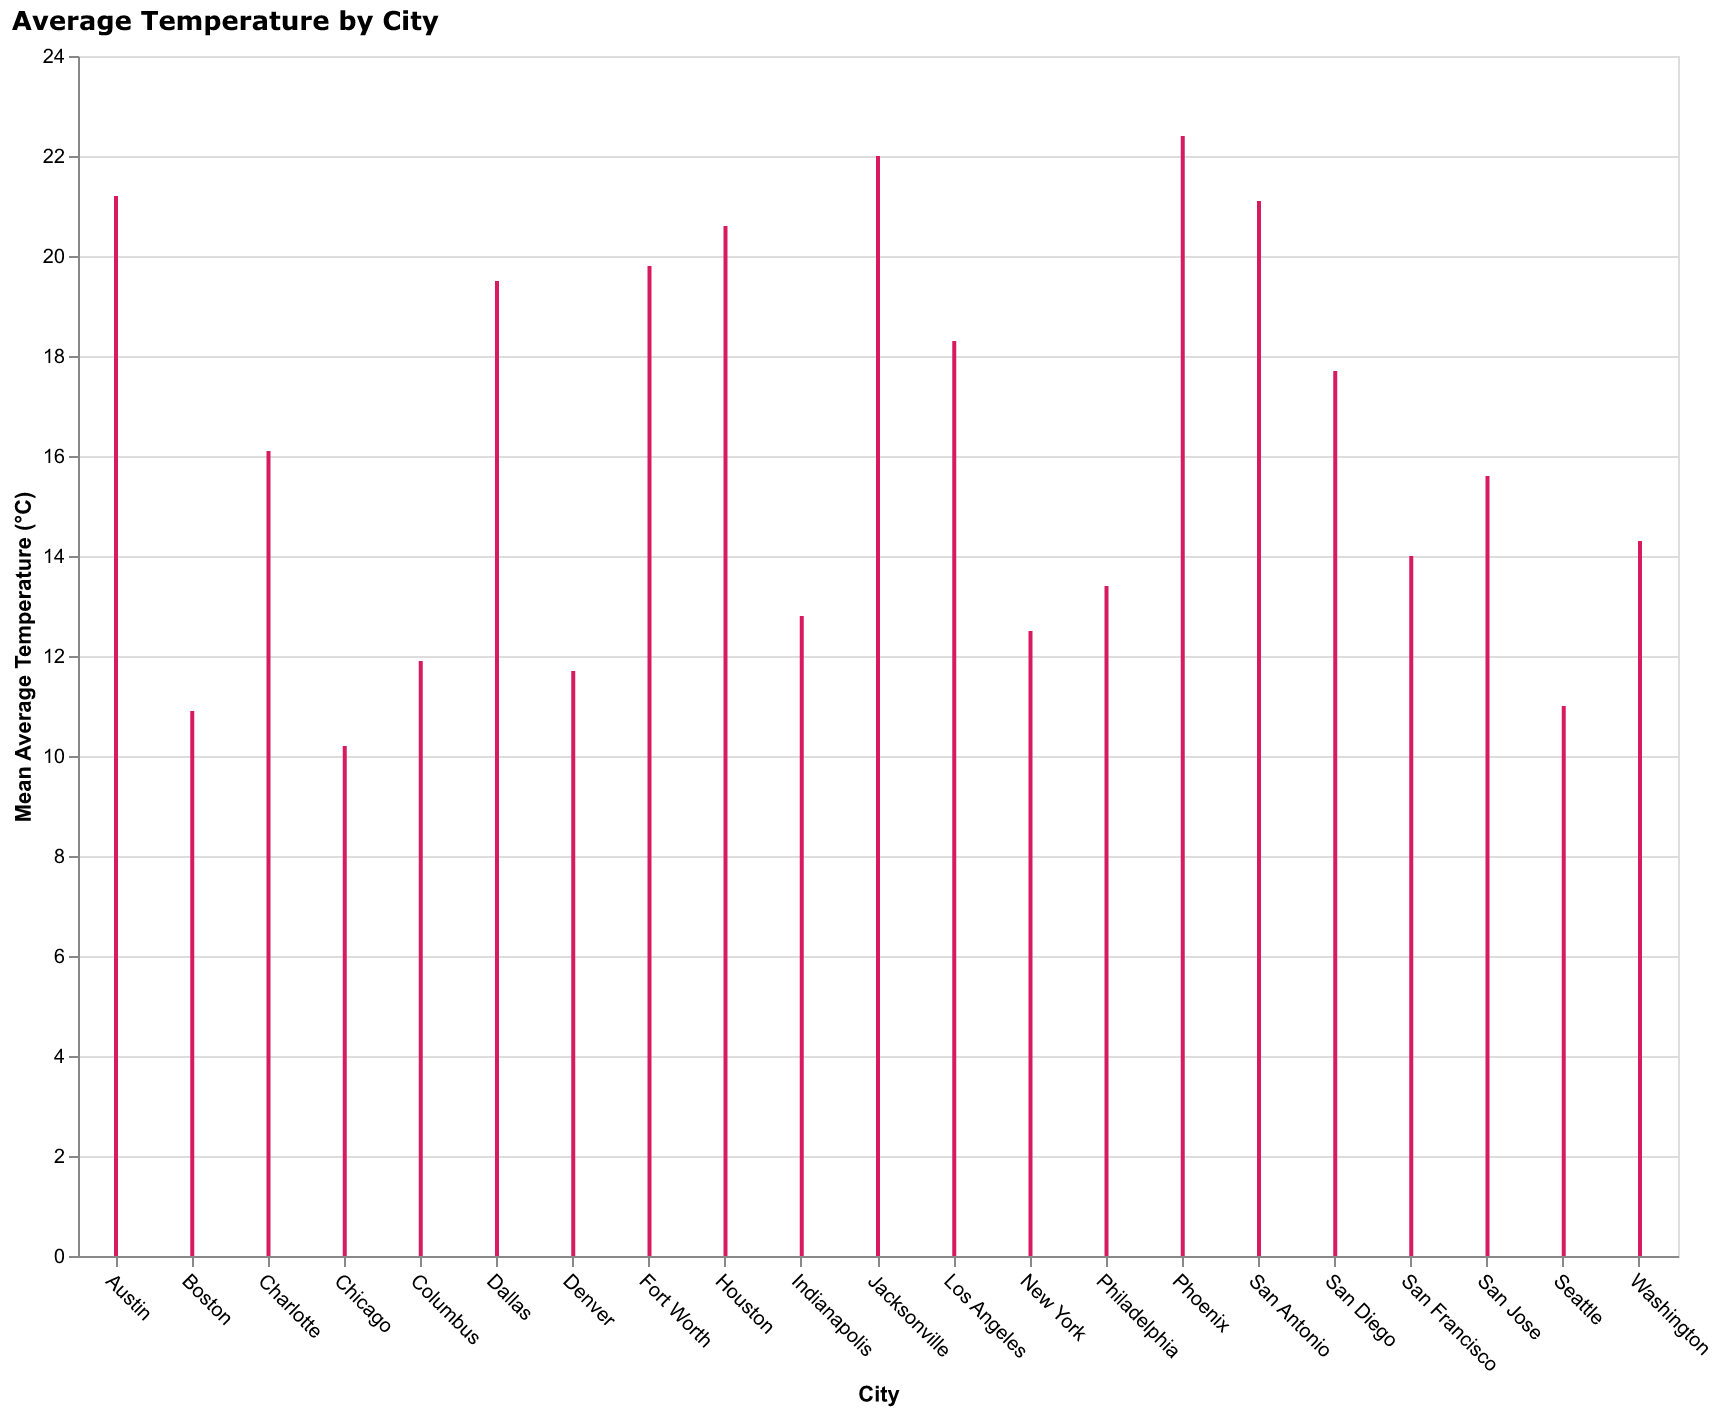 Average Temperature by City
24
22
20
18
16
14
12
10
8
6
4
2
0
Mean Average Temperature (°C)
Austin
Boston
Charlotte
Chicago
Columbus
Dallas
Denver
Fort Worth
Houston
Indianapolis
Jacksonville
Los Angeles
New York
Philadelphia
Phoenix
San Antonio
San Diego
San Francisco
San Jose
Seattle
Washington
City